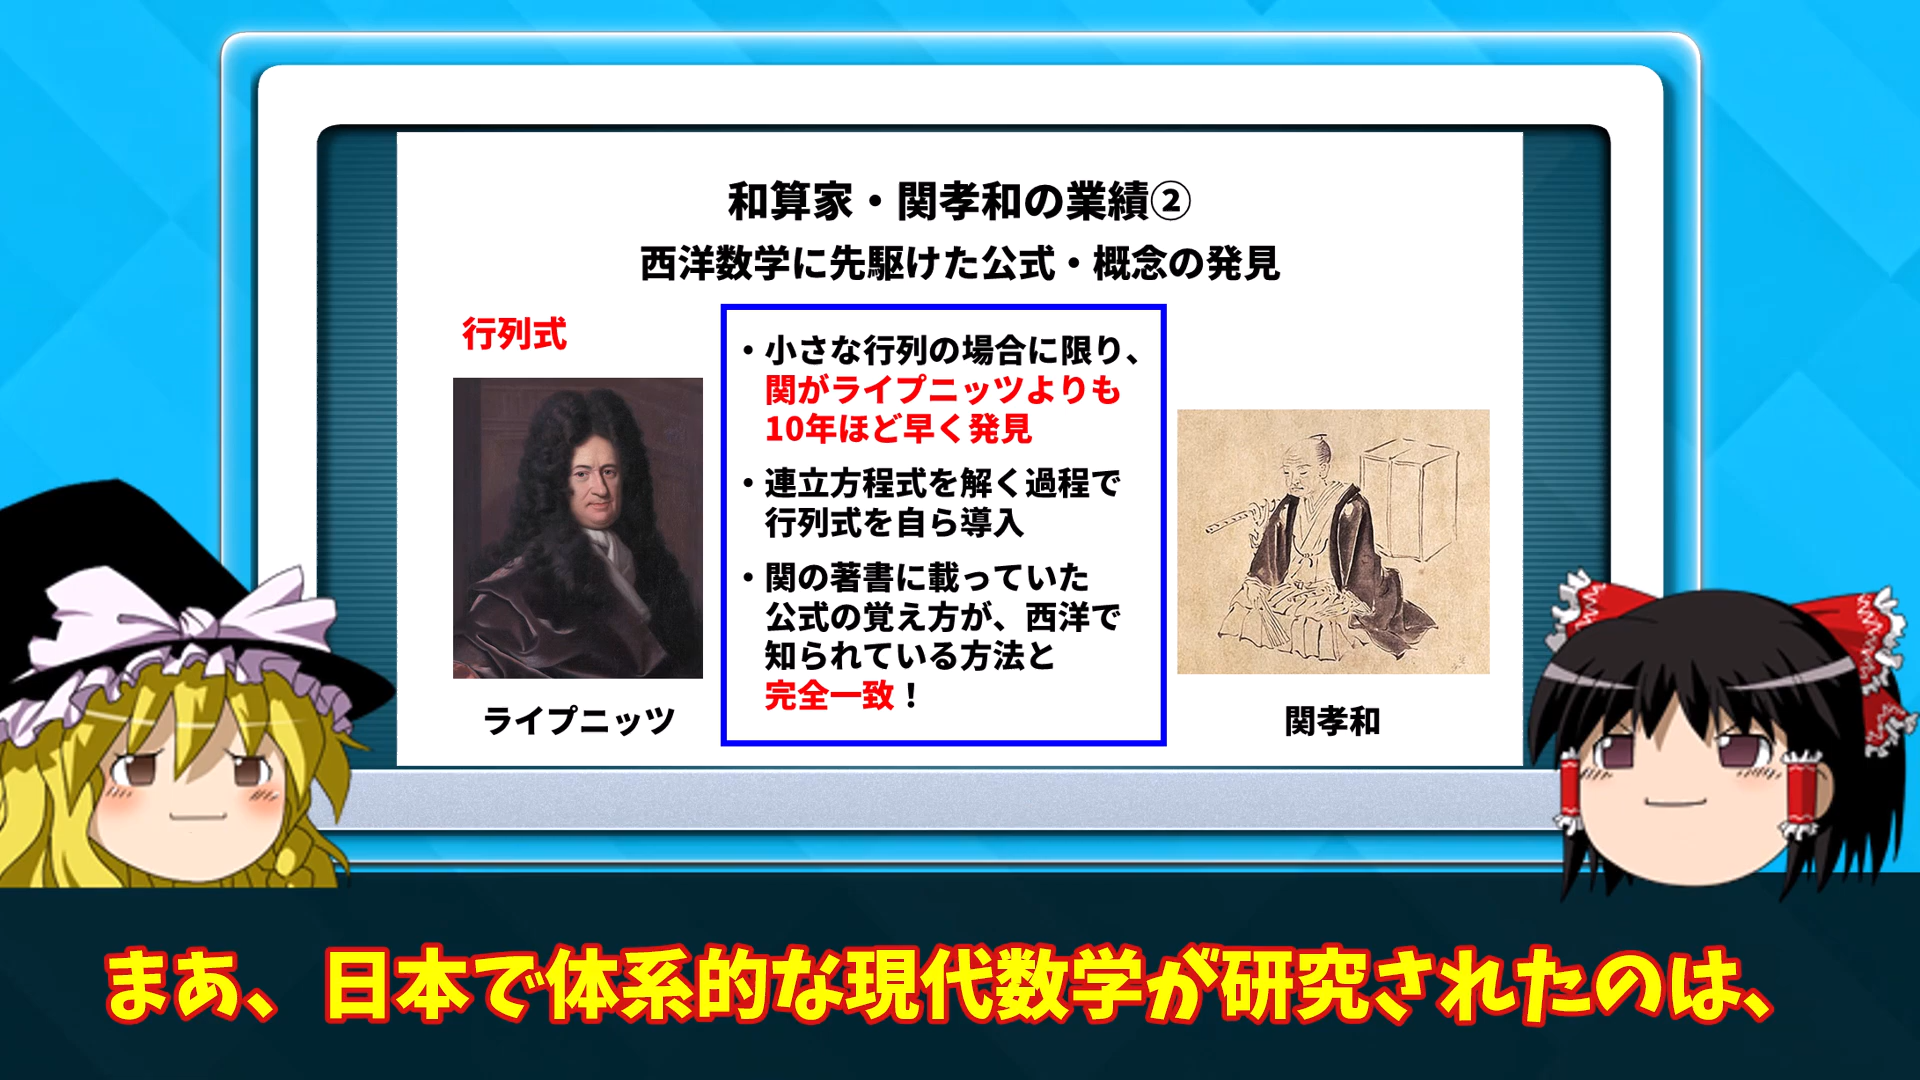 和算家・関孝和の業績②
西洋数学に先駆けた公式・概念の発見
行列式
・小さな行列の場合に限り、
関がライプニッツよりも
10年ほど早く発見
・連立方程式を解く過程で
行列式を自ら導入
・関の著書に載っていた
公式の覚え方が、西洋で
知られている方法と
完全一致！
ライプニッツ
関孝和
まあ、日本で体系的な現代数学が研究されたのは、